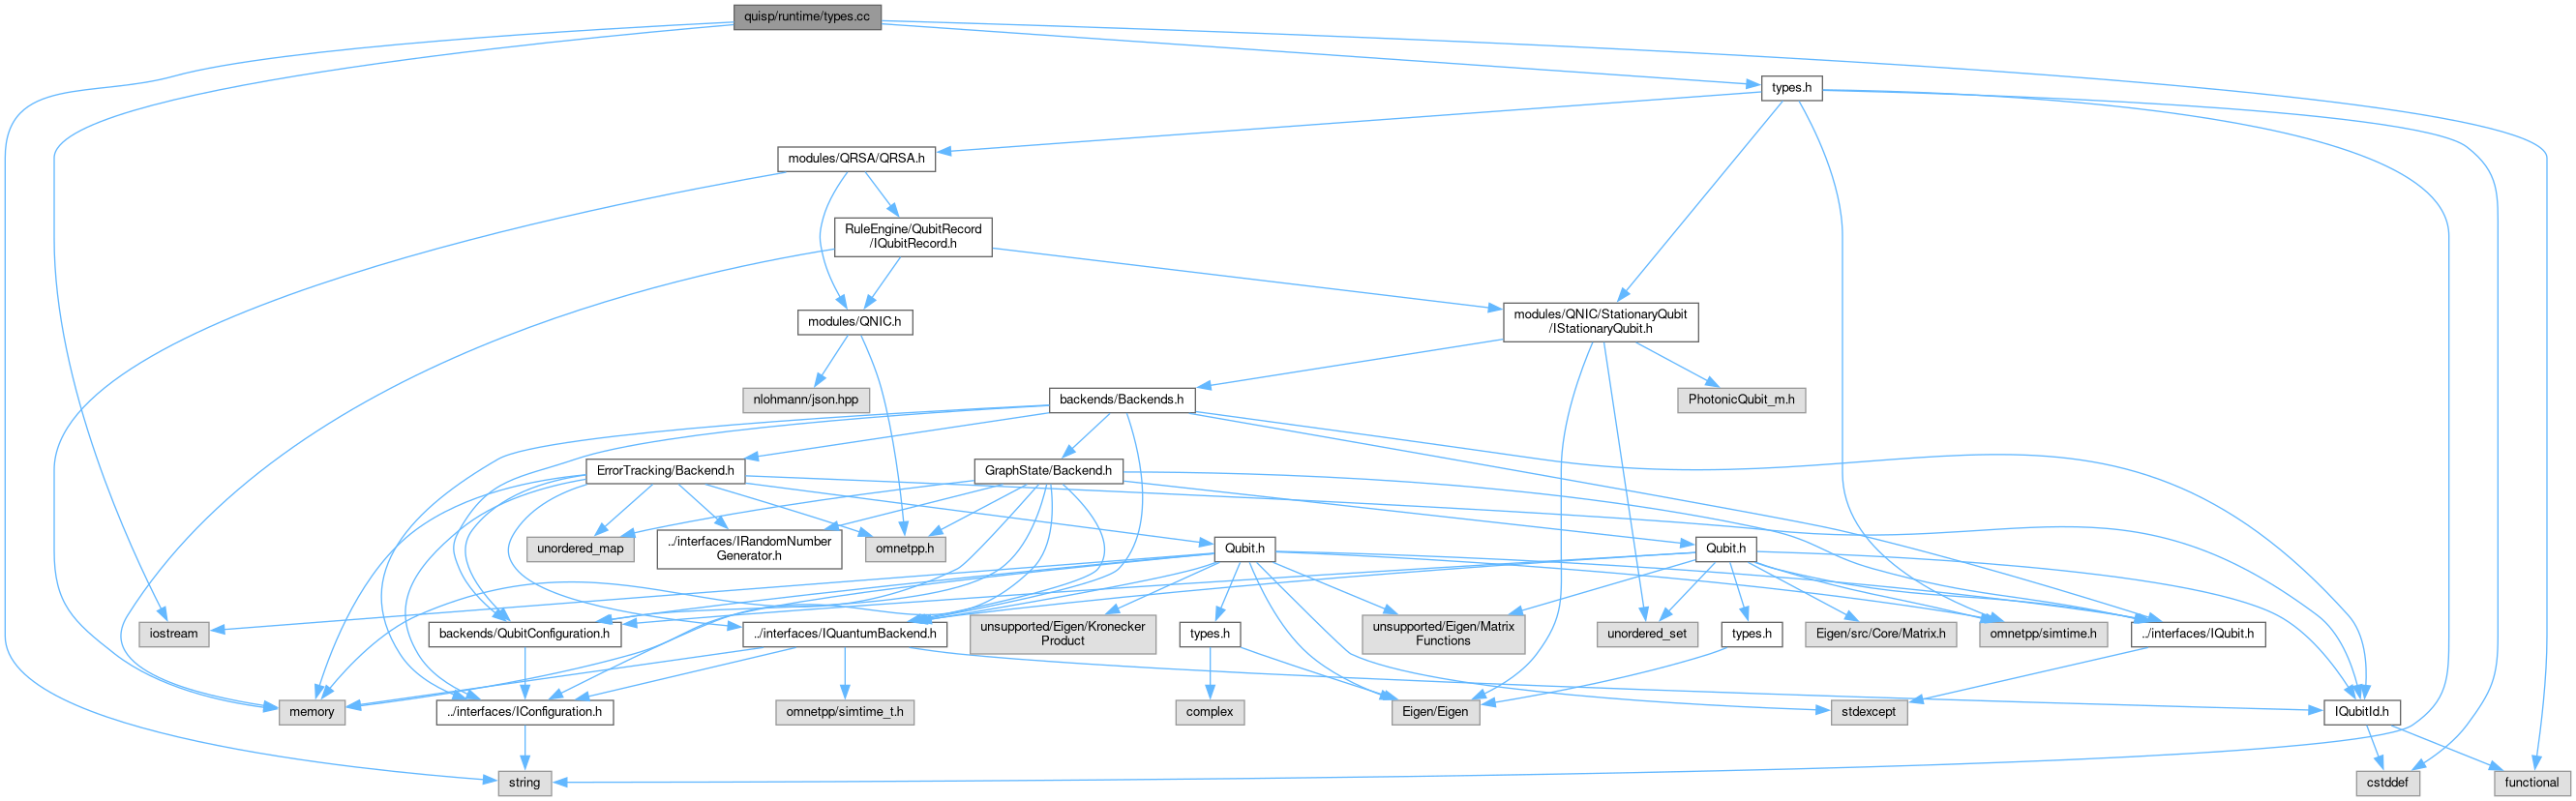 quisp/runtime/types.cc
types.h
modules/QRSA/QRSA.h
RuleEngine/QubitRecord
/IQubitRecord.h
modules/QNIC.h
modules/QNIC/StationaryQubit
/IStationaryQubit.h
nlohmann/json.hpp
backends/Backends.h
PhotonicQubit_m.h
ErrorTracking/Backend.h
GraphState/Backend.h
unordered_map
../interfaces/IRandomNumber
Generator.h
omnetpp.h
Qubit.h
Qubit.h
iostream
backends/QubitConfiguration.h
../interfaces/IQuantumBackend.h
unsupported/Eigen/Kronecker
Product
types.h
unsupported/Eigen/Matrix
Functions
unordered_set
types.h
Eigen/src/Core/Matrix.h
omnetpp/simtime.h
../interfaces/IQubit.h
memory
../interfaces/IConfiguration.h
omnetpp/simtime_t.h
complex
Eigen/Eigen
stdexcept
IQubitId.h
string
cstddef
functional